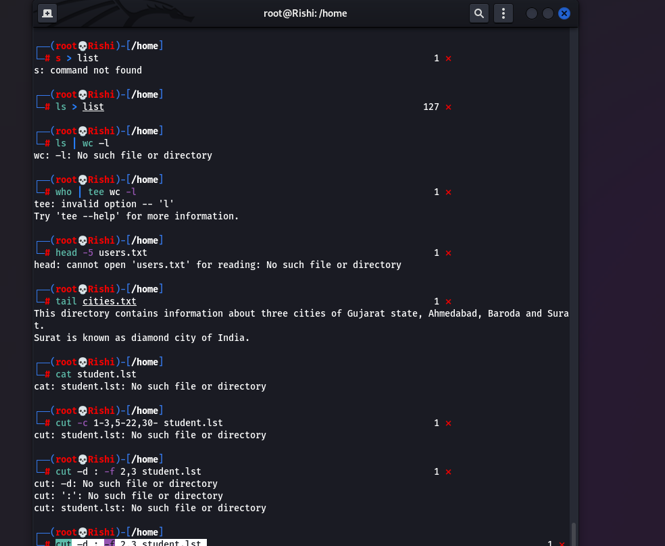 root@Rishi: /home
┌──(root💀Rishi)-[/home]
└─# s > list 1 ⨯
s: command not found
┌──(root💀Rishi)-[/home]
└─# ls > list 127 ⨯
┌──(root💀Rishi)-[/home]
└─# ls | wc –l
wc: –l: No such file or directory
┌──(root💀Rishi)-[/home]
└─# who | tee wc -l 1 ⨯
tee: invalid option -- 'l'
Try 'tee --help' for more information.
┌──(root💀Rishi)-[/home]
└─# head -5 users.txt 1 ⨯
head: cannot open 'users.txt' for reading: No such file or directory
┌──(root💀Rishi)-[/home]
└─# tail cities.txt 1 ⨯
This directory contains information about three cities of Gujarat state, Ahmedabad, Baroda and Sura
t.
Surat is known as diamond city of India.
┌──(root💀Rishi)-[/home]
└─# cat student.lst
cat: student.lst: No such file or directory
┌──(root💀Rishi)-[/home]
└─# cut -c 1-3,5-22,30- student.lst 1 ⨯
cut: student.lst: No such file or directory
┌──(root💀Rishi)-[/home]
└─# cut –d : -f 2,3 student.lst 1 ⨯
cut: –d: No such file or directory
cut: ':': No such file or directory
cut: student.lst: No such file or directory
┌──(root💀Rishi)-[/home]
└─# cut –d : -f 2,3 student.lst 1 ⨯